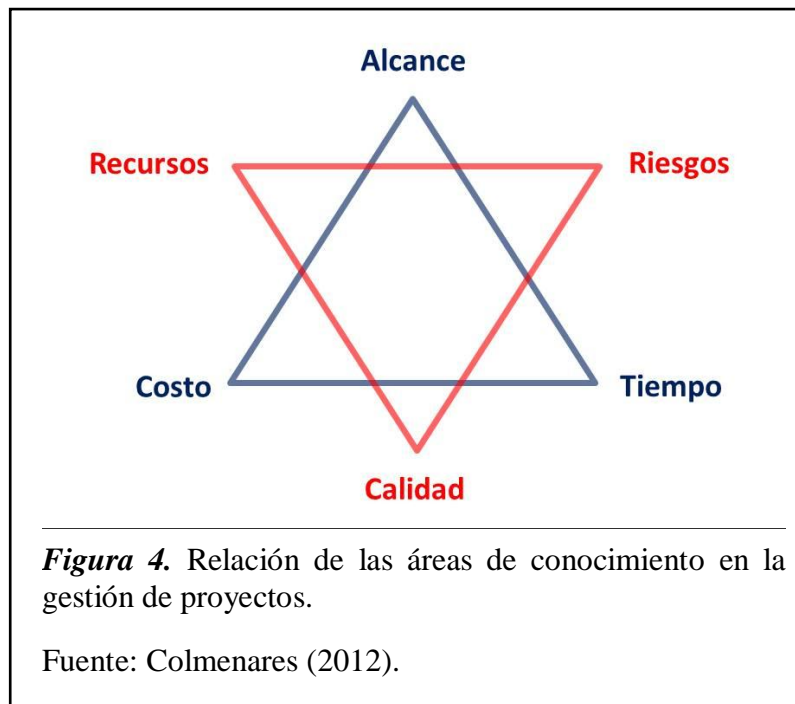 Alcance
Recursos
Riesgos
Costo
Tiempo
Calidad
Figura 4. Relación de las áreas de conocimiento en la
gestión de proyectos.
Fuente: Colmenares (2012).